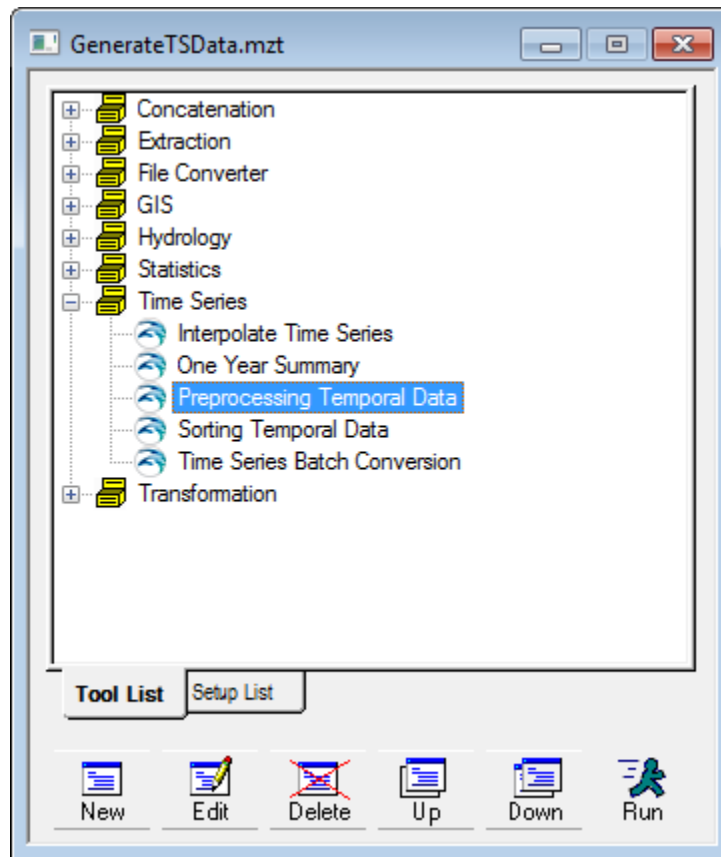 GenerateTSData.mzt
Concatenation
Extraction
File Converter
GIS
Hydrology
Statistics
Time Series
Interpolate Time Series
One Year Summary
Preprocessing Temporal Data
Sorting Temporal Data
Time Series Batch Conversion
Transformation
Tool List Setup List
New Edit Delete Up Down Run